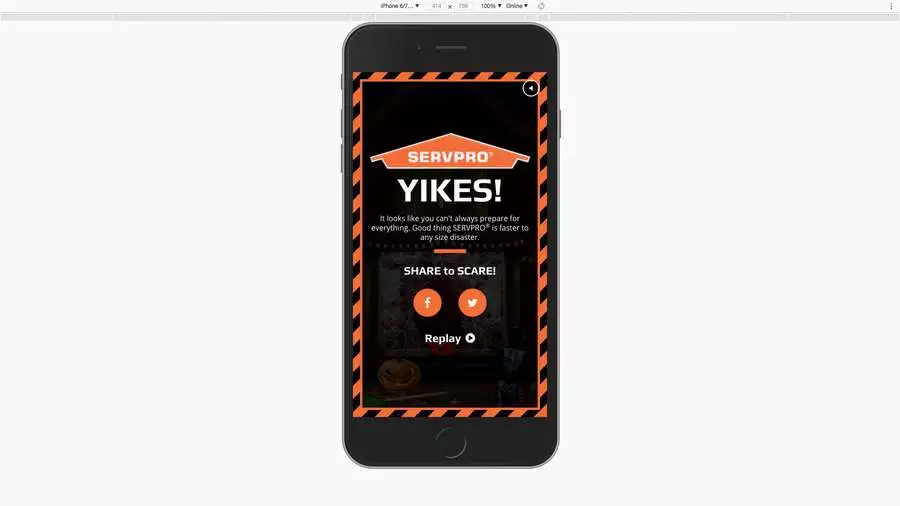 iPhone 6/7... 414 × 736 100% Online
SERVPRO®
YIKES!
It looks like you can't always prepare for
everything. Good thing SERVPRO® is faster to
any size disaster.
SHARE to SCARE!
Replay